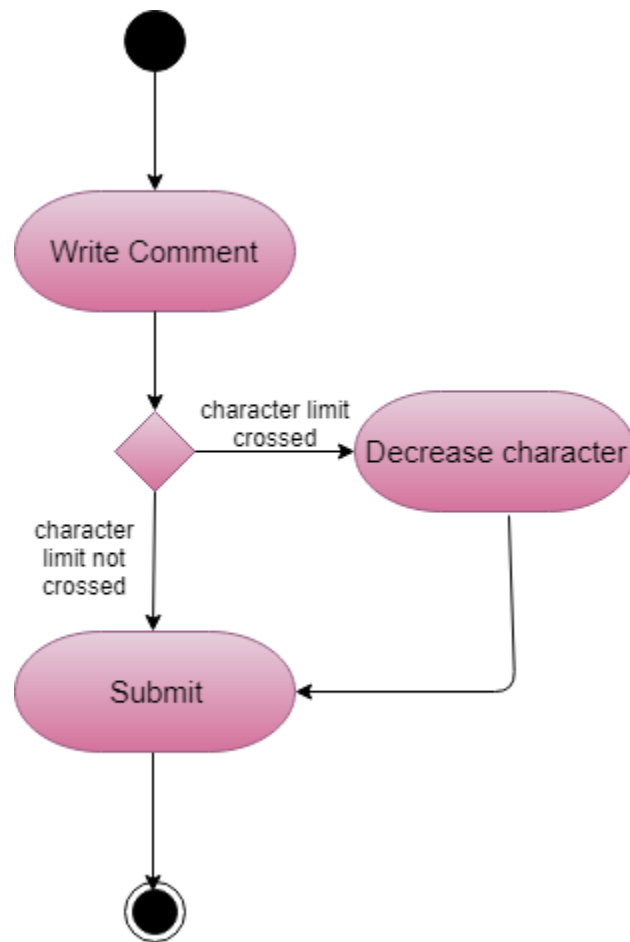 Write Comment
character limit
crossed
Decrease character
character
limit not
crossed
Submit